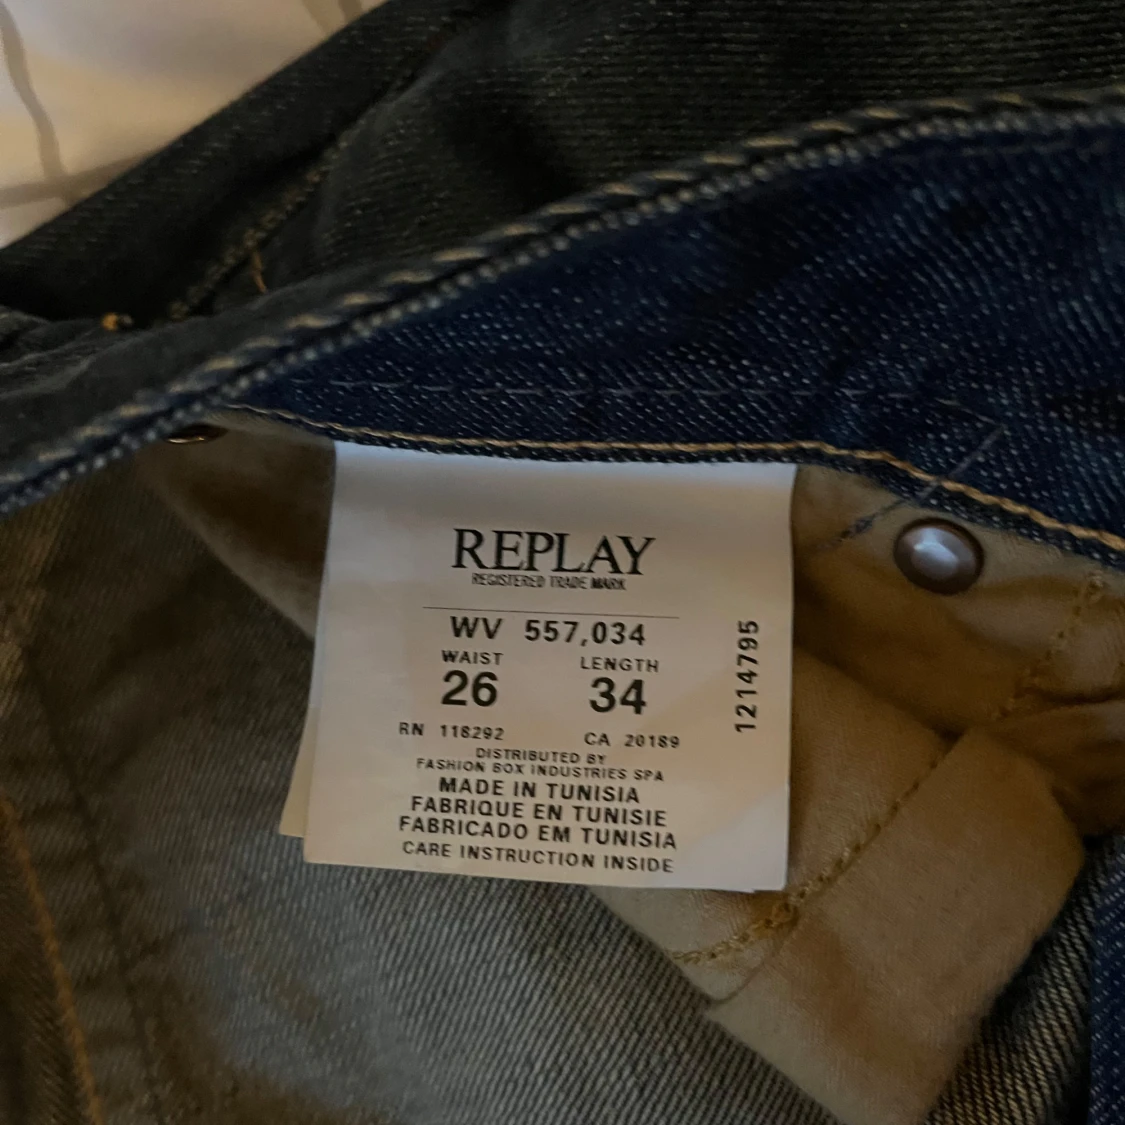 REPLAY
REGISTERED TRADE MARK
WV 557,034
WAIST LENGTH
26 34
RN 118292 CA 20189
DISTRIBUTED BY
FASHION BOX INDUSTRIES SPA
MADE IN TUNISIA
FABRIQUE EN TUNISIE
FABRICADO EM TUNISIA
CARE INSTRUCTION INSIDE
1214795